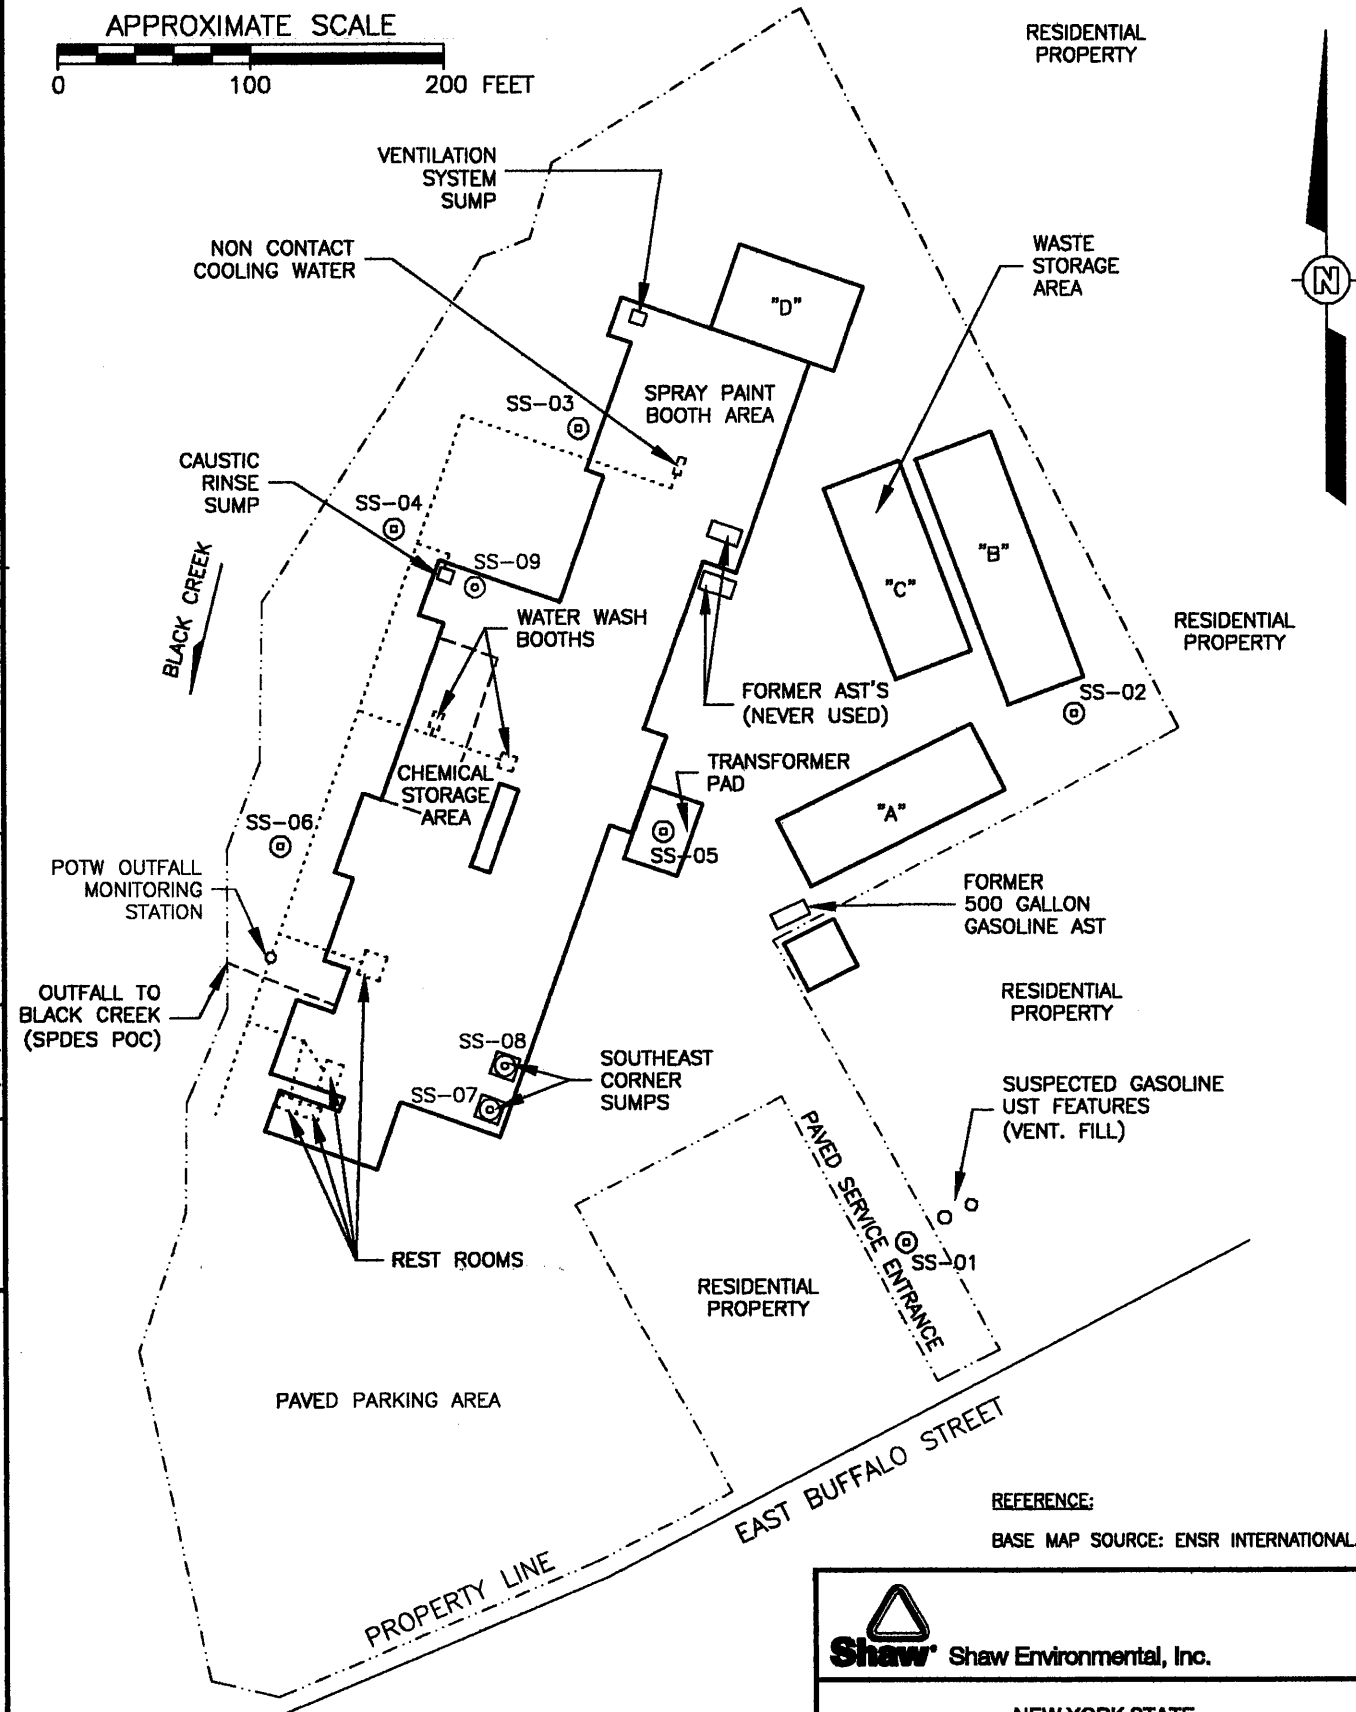 APPROXIMATE SCALE
0 100 200 FEET
RESIDENTIAL
PROPERTY
VENTILATION
SYSTEM
SUMP
NON CONTACT
COOLING WATER
WASTE
STORAGE
AREA
N
"D"
SPRAY PAINT
BOOTH AREA
SS-03
CAUSTIC
RINSE
SUMP
SS-04
SS-09
"B"
"C"
BLACK CREEK
WATER WASH
BOOTHS
RESIDENTIAL
PROPERTY
FORMER AST'S
(NEVER USED)
SS-02
TRANSFORMER
PAD
CHEMICAL
STORAGE
AREA
"A"
SS-06
SS-05
POTW OUTFALL
MONITORING
STATION
FORMER
500 GALLON
GASOLINE AST
OUTFALL TO
BLACK CREEK
(SPDES POC)
RESIDENTIAL
PROPERTY
SS-08
SOUTHEAST
CORNER
SUMPS
SS-07
SUSPECTED GASOLINE
UST FEATURES
(VENT. FILL)
PAVED SERVICE ENTRANCE
REST ROOMS
SS-01
RESIDENTIAL
PROPERTY
PAVED PARKING AREA
EAST BUFFALO STREET
PROPERTY LINE
REFERENCE:
BASE MAP SOURCE: ENSR INTERNATIONAL.
Shaw® Shaw Environmental, Inc.
NEW YORK STATE